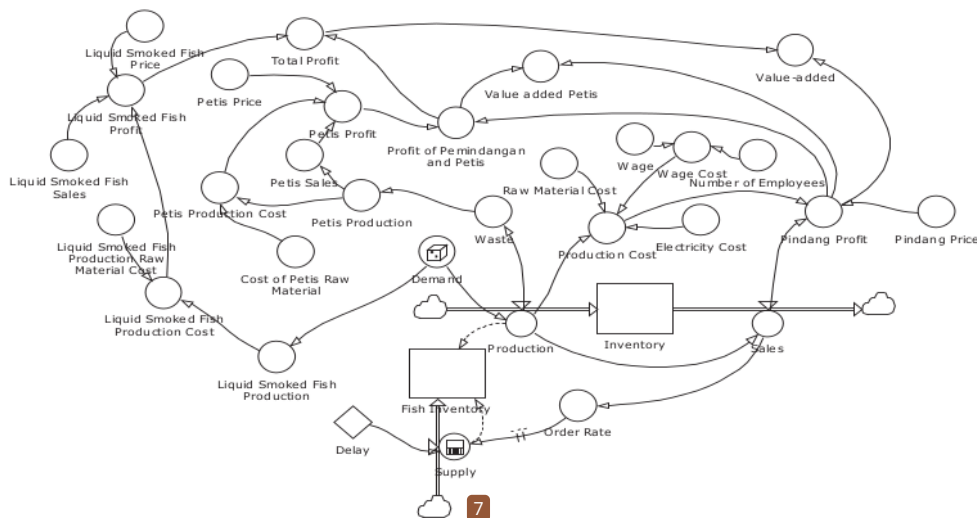 Liquid Smoked Fish
Price
Total Profit
Value-added
Petis Price
Value added Petis
Liquid Smoked Fish
Profit
Petis Profit
Profit of Pemindangan
and Petis
Wage
Wage Cost
Number of Employees
Liquid Smoked Fish
Sales
Petis Sales
Raw Material Cost
Petis Production Cost
Petis Production
Waste
Production Cost
Electricity Cost
Pindang Profit
Pindang Price
Liquid Smoked Fish
Production Raw
Material Cost
Cost of Petis Raw
Material
Demand
Liquid Smoked Fish
Production Cost
Production
Inventory
Sales
Liquid Smoked Fish
Production
Fish Inventory
Order Rate
Delay
Supply
7